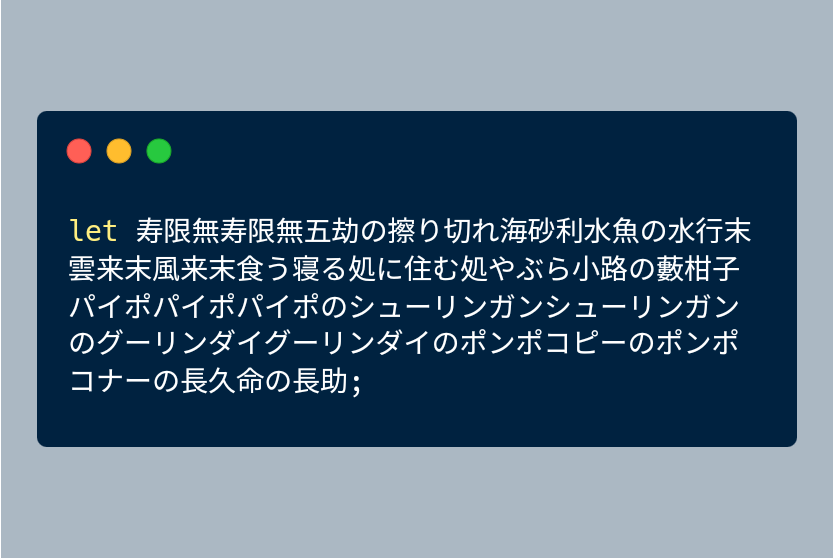 let 寿限無寿限無五劫の擦り切れ海砂利水魚の水行末
雲来末風来末食う寝る処に住む処やぶら小路の藪柑子
パイポパイポパイポのシューリンガンシューリンガン
のグーリンダイグーリンダイのポンポコピーのポンポ
コナーの長久命の長助;